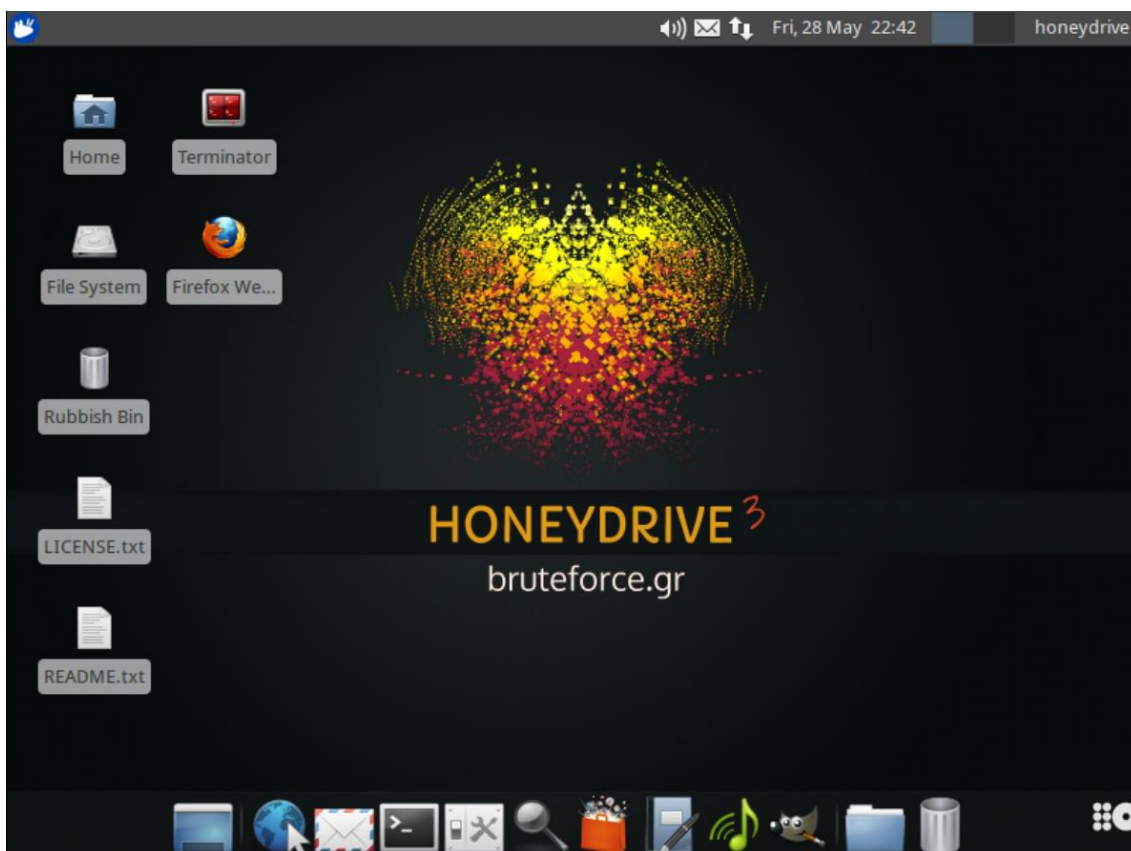 Fri, 28 May 22:42
honeydrive
Home
Terminator
File System
Firefox We...
Rubbish Bin
LICENSE.txt
README.txt
HONEYDRIVE 3
bruteforce.gr
>_